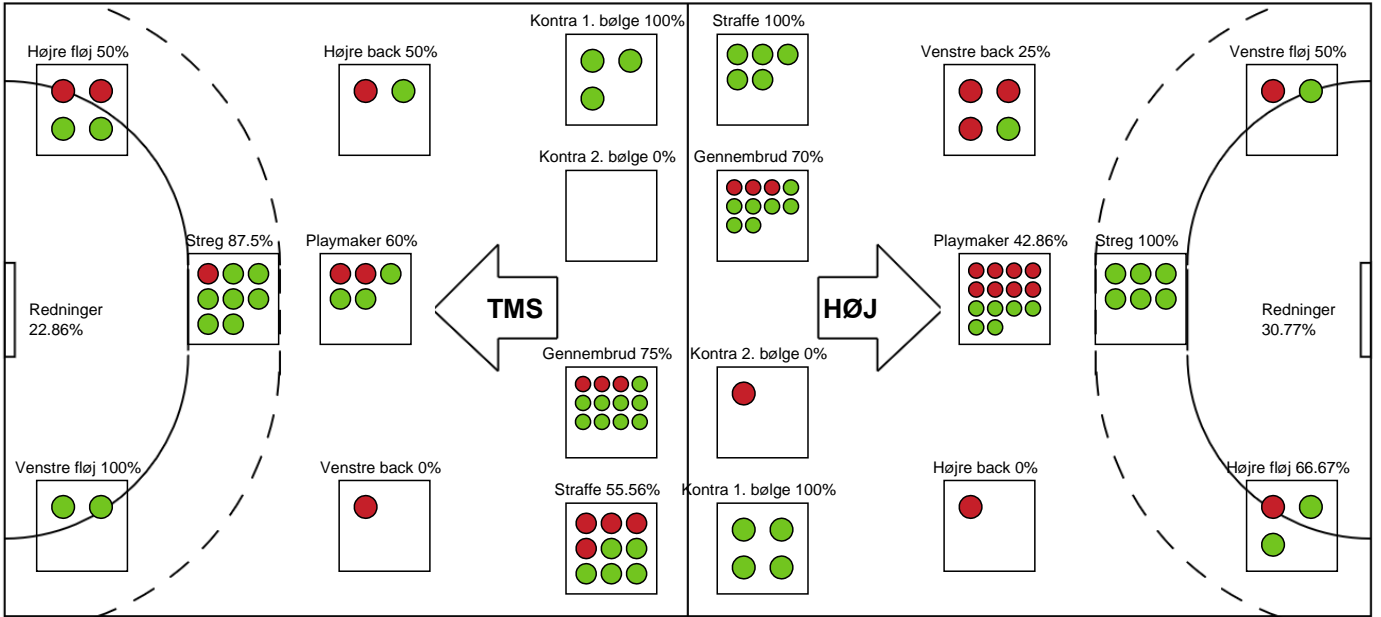 Kontra 1. bølge 100%
Straffe 100%
Højre fløj 50%
Højre back 50%
Venstre back 25%
Venstre fløj 50%
Kontra 2. bølge 0%
Gennembrud 70%
Streg 87.5%
Playmaker 60%
Playmaker 42.86%
Streg 100%
Redninger
22.86%
TMS
HØJ
Redninger
30.77%
Gennembrud 75%
Kontra 2. bølge 0%
Venstre fløj 100%
Venstre back 0%
Højre back 0%
Højre fløj 66.67%
Straffe 55.56%
Kontra 1. bølge 100%